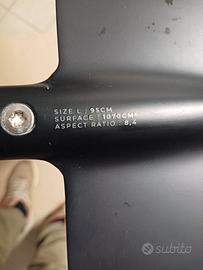 SIZE L : 95CM
SURFACE : 1070CM²
ASPECT RATIO : 8,4
subito